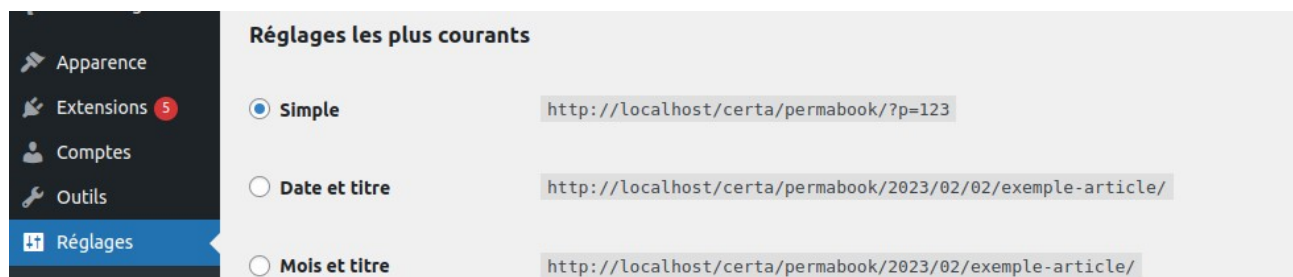 Réglages les plus courants
Apparence
Extensions 5
Simple
http://localhost/certa/permabook/?p=123
Comptes
Date et titre
http://localhost/certa/permabook/2023/02/02/exemple-article/
Outils
Réglages
Mois et titre
http://localhost/certa/permabook/2023/02/exemple-article/